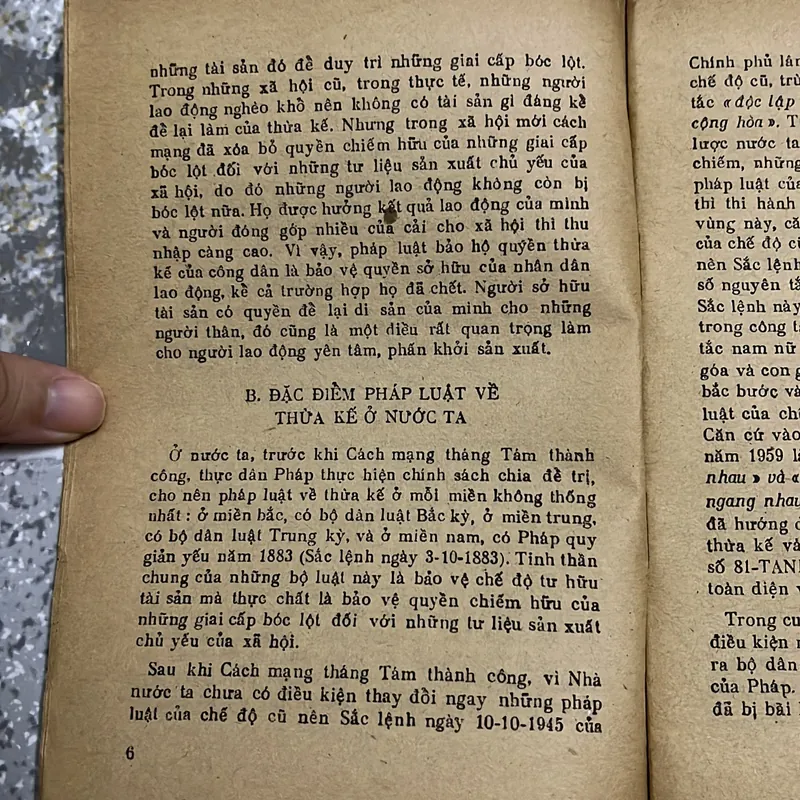 những tài sản đó để duy trì những giai cấp bóc lột.
Trong những xã hội cũ, trong thực tế, những người
lao động nghèo khổ nên không có tài sản gì đáng kể
để lại làm của thừa kế. Nhưng trong xã hội mới cách
mạng đã xóa bỏ quyền chiếm hữu của những giai cấp
bóc lột đối với những tư liệu sản xuất chủ yếu của
xã hội, do đó những người lao động không còn bị
bóc lột nữa. Họ được hưởng kết quả lao động của mình
và người đóng góp nhiều của cải cho xã hội thì thu
nhập càng cao. Vì vậy, pháp luật bảo hộ quyền thừa
kế của công dân là bảo vệ quyền sở hữu của nhân dân
lao động, kể cả trường hợp họ đã chết. Người sở hữu
tài sản có quyền để lại di sản của mình cho những
người thân, đó cũng là một điều rất quan trọng làm
cho người lao động yên tâm, phấn khởi sản xuất.
B. ĐẶC ĐIỂM PHÁP LUẬT VỀ
THỪA KẾ Ở NƯỚC TA
Ở nước ta, trước khi Cách mạng tháng Tám thành
công, thực dân Pháp thực hiện chính sách chia để trị,
cho nên pháp luật về thừa kế ở mỗi miền không thống
nhất : ở miền bắc, có bộ dân luật Bắc kỳ, ở miền trung,
có bộ dân luật Trung kỳ, và ở miền nam, có Pháp quy
giản yếu năm 1883 (Sắc lệnh ngày 3-10-1883). Tinh thần
chung của những bộ luật này là bảo vệ chế độ tư hữu
tài sản mà thực chất là bảo vệ quyền chiếm hữu của
những giai cấp bóc lột đối với những tư liệu sản xuất
chủ yếu của xã hội.
Sau khi Cách mạng tháng Tám thành công, vì Nhà
nước ta chưa có điều kiện thay đổi ngay những pháp
luật của chế độ cũ nên Sắc lệnh ngày 10-10-1945 của
6
Chính phủ lâm
chế độ cũ, trừ
tắc « độc lập
cộng hòa ». T
lược nước ta
chiếm, những
pháp luật của
thì thi hành
vùng này, că
của chế độ cũ
nên Sắc lệnh
số nguyên tắ
Sắc lệnh này
trong công t
tắc nam nữ
góa và con g
bắc bước và
luật của ch
Căn cứ vào
năm 1959 l
nhau » và «
ngang nhau
đã hướng d
thừa kế và
số 81-TAN
toàn diện v
Trong cu
điều kiện n
ra bộ dân
của Pháp.
đã bị bãi